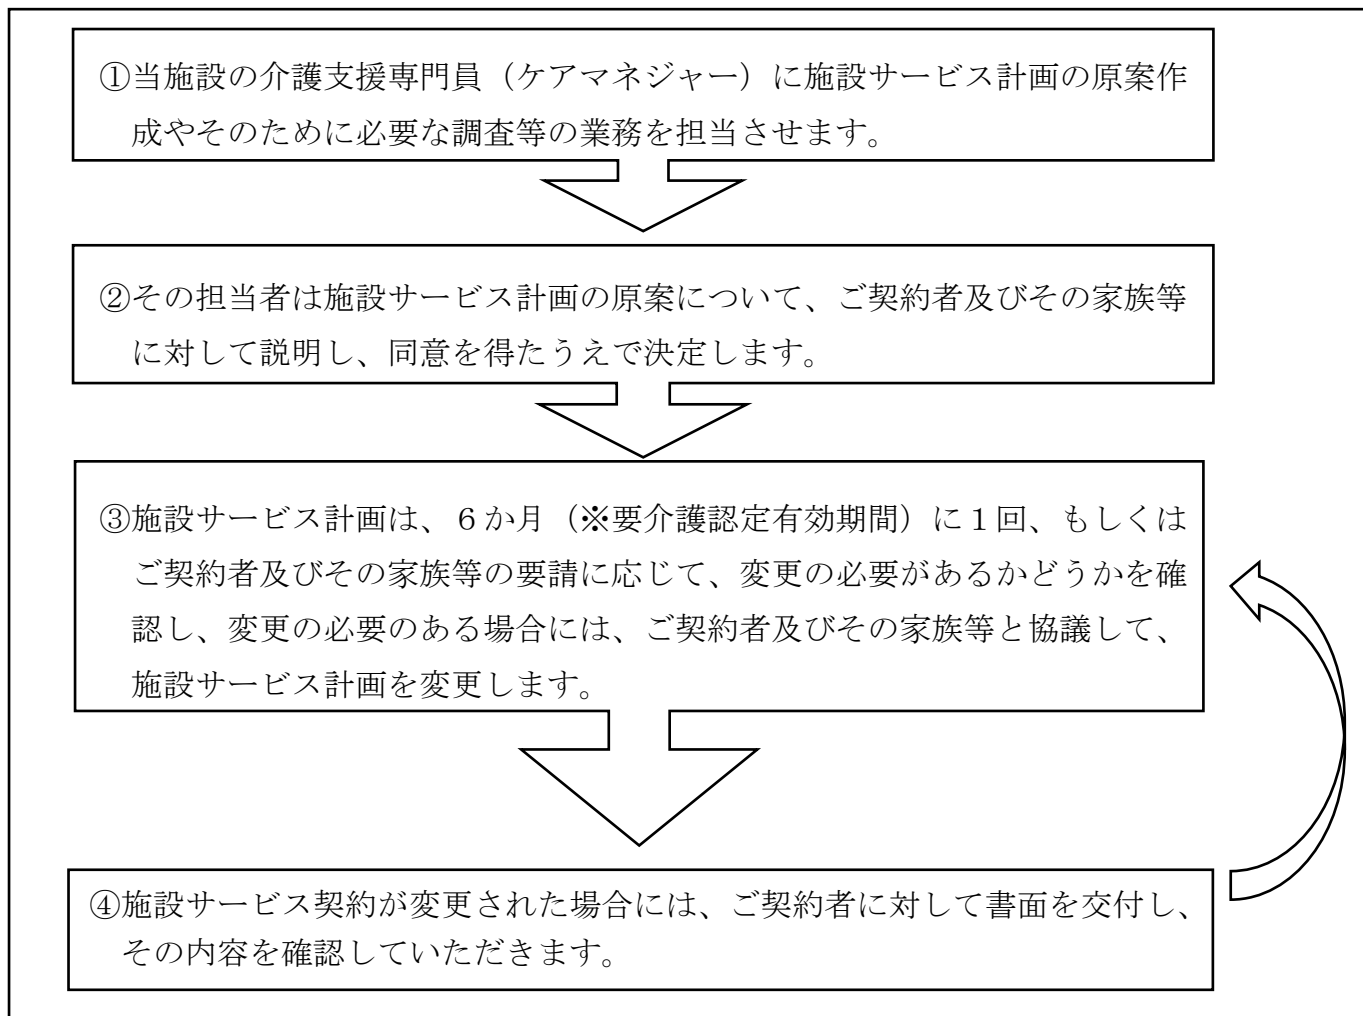 ①当施設の介護支援専門員（ケアマネジャー）に施設サービス計画の原案作
成やそのために必要な調査等の業務を担当させます。
②その担当者は施設サービス計画の原案について、ご契約者及びその家族等
に対して説明し、同意を得たうえで決定します。
③施設サービス計画は、６か月（※要介護認定有効期間）に１回、もしくは
ご契約者及びその家族等の要請に応じて、変更の必要があるかどうかを確
認し、変更の必要のある場合には、ご契約者及びその家族等と協議して、
施設サービス計画を変更します。
④施設サービス契約が変更された場合には、ご契約者に対して書面を交付し、
その内容を確認していただきます。